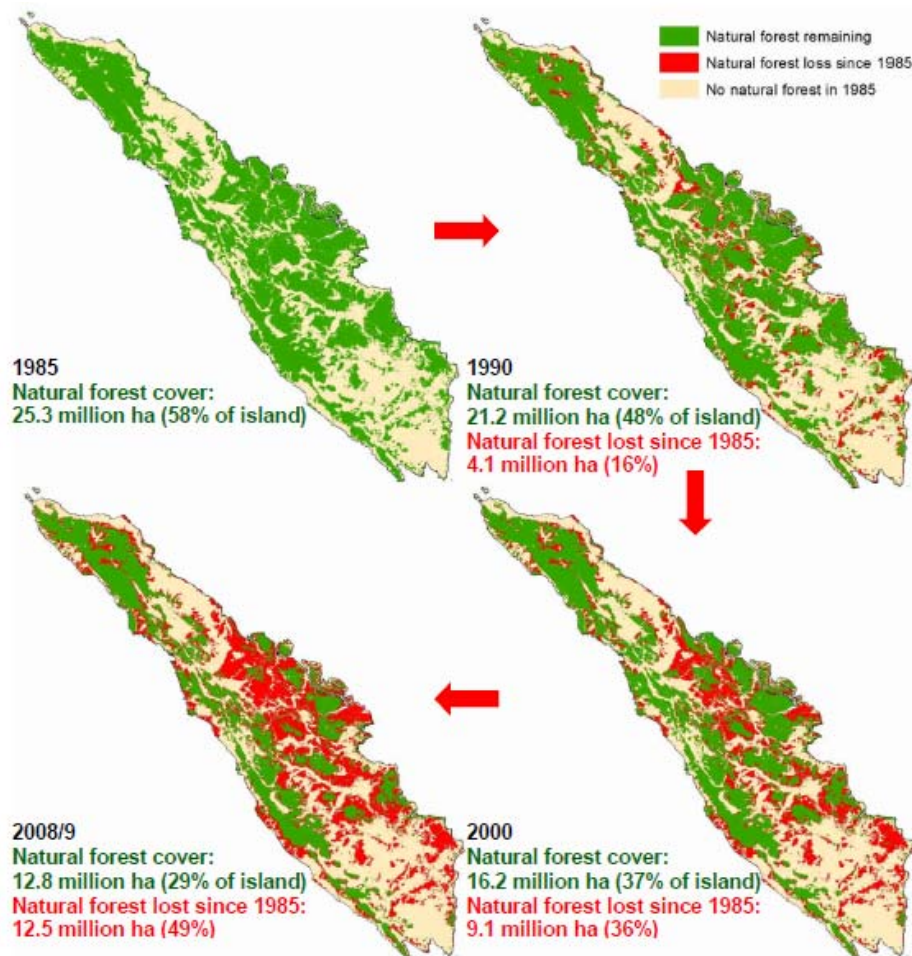 Natural forest remaining
Natural forest loss since 1985
No natural forest in 1985
1985
Natural forest cover:
25.3 million ha (58% of island)
1990
Natural forest cover:
21.2 million ha (48% of island)
Natural forest lost since 1985:
4.1 million ha (16%)
2008/9
Natural forest cover:
12.8 million ha (29% of island)
Natural forest lost since 1985:
12.5 million ha (49%)
2000
Natural forest cover:
16.2 million ha (37% of island)
Natural forest lost since 1985:
9.1 million ha (36%)